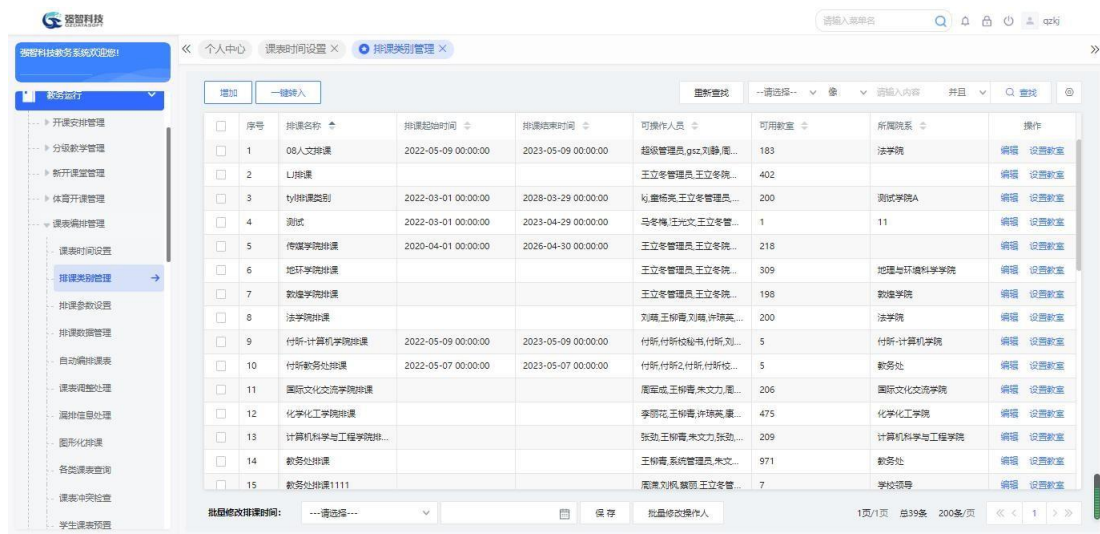 强智科技
QZDATASOFT
请输入菜单名
qzkj
强智科技教务系统欢迎您!
个人中心 课表时间设置 × 排课类别管理 ×
教务运行
开课安排管理
分级教学管理
新开课堂管理
体育开课管理
课表编排管理
课表时间设置
排课类别管理
排课参数设置
排课数据管理
自动编排课表
课表调整处理
漏排信息处理
图形化排课
各类课表查询
课表冲突检查
学生课表预置
增加 一键转入 重新查找 --请选择-- 像 请输入内容 并且 查找
序号 排课名称 排课起始时间 排课结束时间 可操作人员 可用教室 所属院系 操作
1 08人文排课 2022-05-09 00:00:00 2023-05-09 00:00:00 超级管理员,gsz,刘静,周... 183 法学院 编辑 设置教室
2 LJ排课 王立冬管理员,王立冬院... 402 编辑 设置教室
3 tyl排课类别 2022-03-01 00:00:00 2028-03-29 00:00:00 kj,童杨亮,王立冬管理员,... 200 测试学院A 编辑 设置教室
4 测试 2022-03-01 00:00:00 2023-04-29 00:00:00 马冬梅,汪光文,王立冬管... 1 11 编辑 设置教室
5 传媒学院排课 2020-04-01 00:00:00 2026-04-30 00:00:00 王立冬管理员,王立冬院... 218 编辑 设置教室
6 地环学院排课 王立冬管理员,王立冬院... 309 地理与环境科学学院 编辑 设置教室
7 敦煌学院排课 王立冬管理员,王立冬院... 198 敦煌学院 编辑 设置教室
8 法学院排课 刘萌,王柳青,刘萌,许琼英,... 200 法学院 编辑 设置教室
9 付昕-计算机学院排课 2022-05-09 00:00:00 2023-05-09 00:00:00 付昕,付昕校秘书,付昕,刘... 5 付昕-计算机学院 编辑 设置教室
10 付昕教务处排课 2022-05-07 00:00:00 2023-05-07 00:00:00 付昕,付昕2,付昕,付昕校... 5 教务处 编辑 设置教室
11 国际文化交流学院排课 周军成,王柳青,朱文力,周... 206 国际文化交流学院 编辑 设置教室
12 化学化工学院排课 李丽花,王柳青,许琼英,康... 475 化学化工学院 编辑 设置教室
13 计算机科学与工程学院排... 张劲,王柳青,朱文力,张劲,... 209 计算机科学与工程学院 编辑 设置教室
14 教务处排课 王柳青,系统管理员,朱文... 971 教务处 编辑 设置教室
15 教务处排课1111 周萧,刘枫,蔡丽,王立冬管... 7 学校领导 编辑 设置教室
批量修改排课时间: ---请选择--- 保 存 批量修改操作人 1页/1页 总39条 200条/页 1